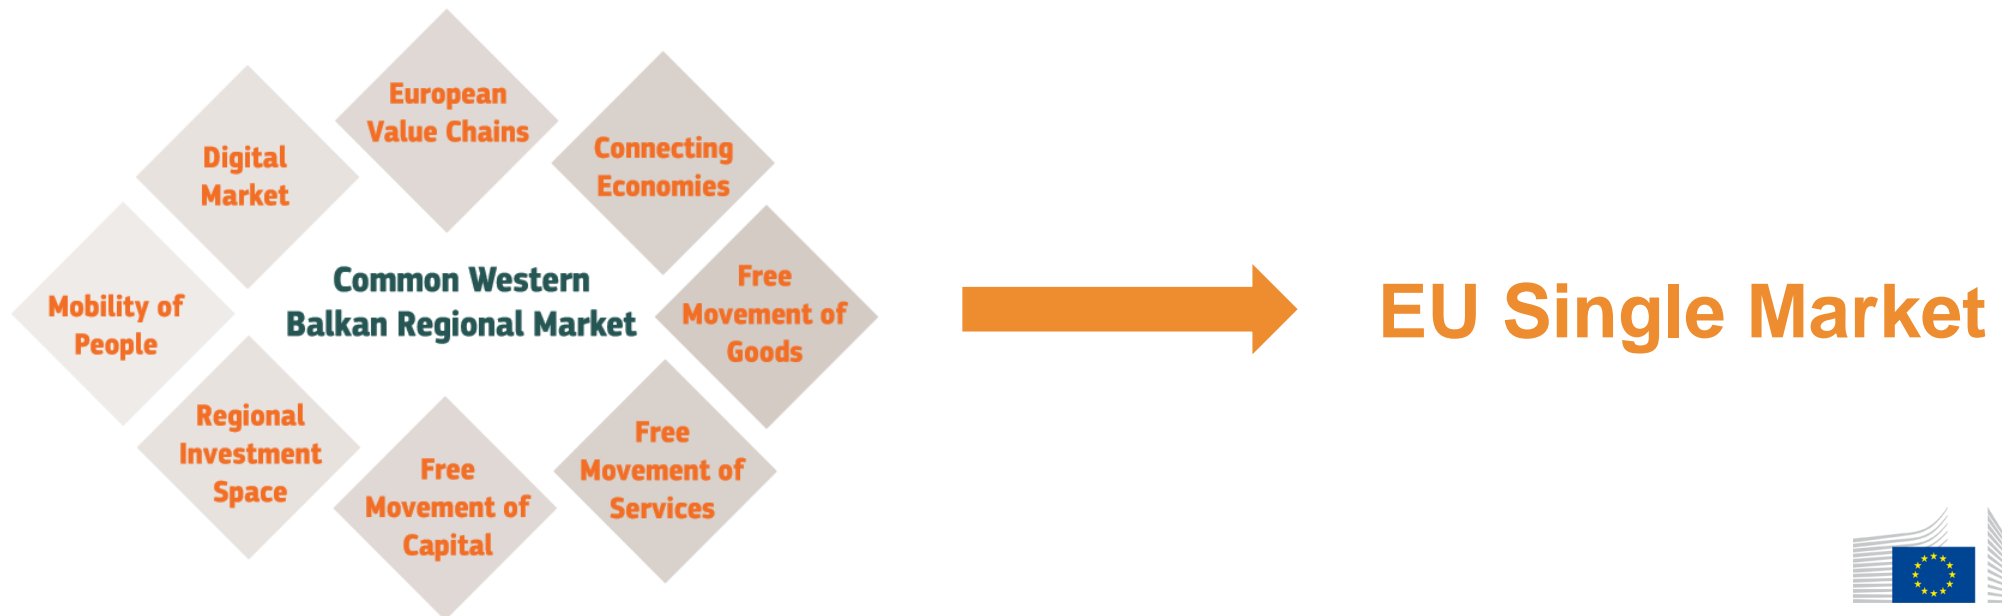 European
Value Chains
Connecting
Economies
Digital
Market
Free
Movement of
Goods
Common Western
Balkan Regional Market
Mobility of
People
EU Single Market
Regional
Investment
Space
Free
Movement of
Services
Free
Movement of
Capital